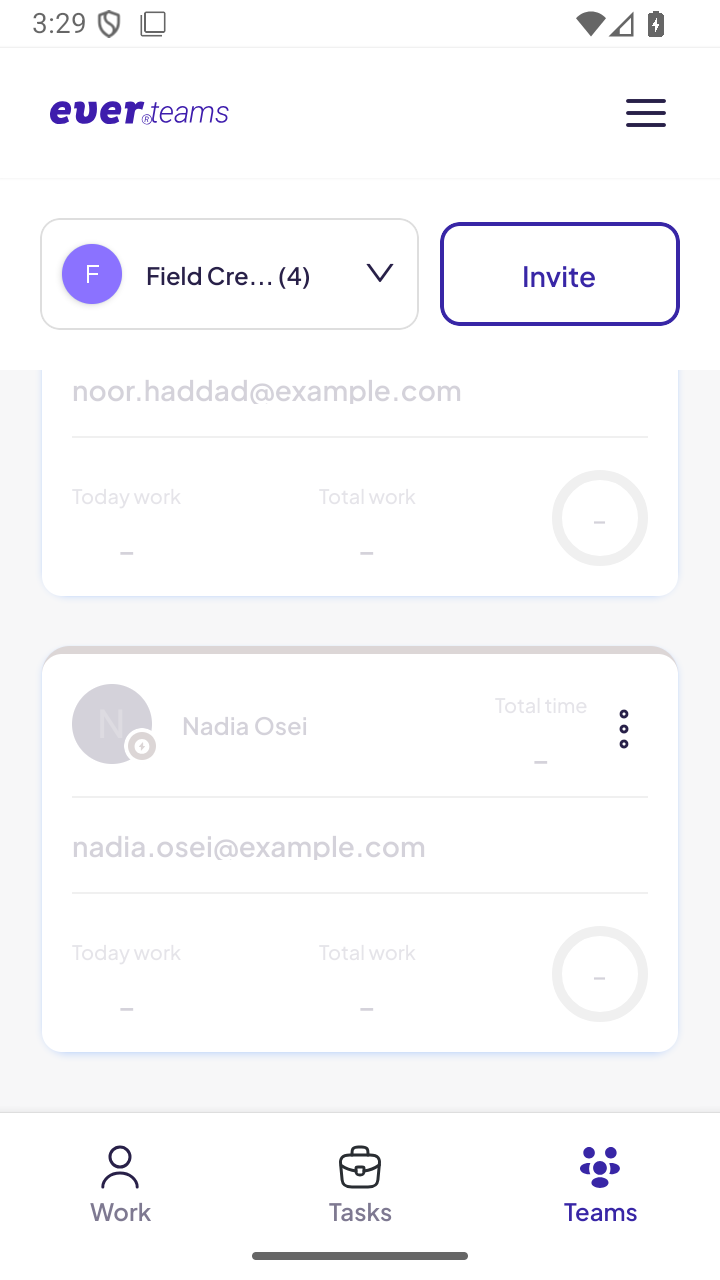 3:29
ever®teams
F
Field Cre... (4)
Invite
noor.haddad@example.com
Today work
Total work
–
–
–
N
Nadia Osei
Total time
–
nadia.osei@example.com
Today work
Total work
–
–
–
Work
Tasks
Teams